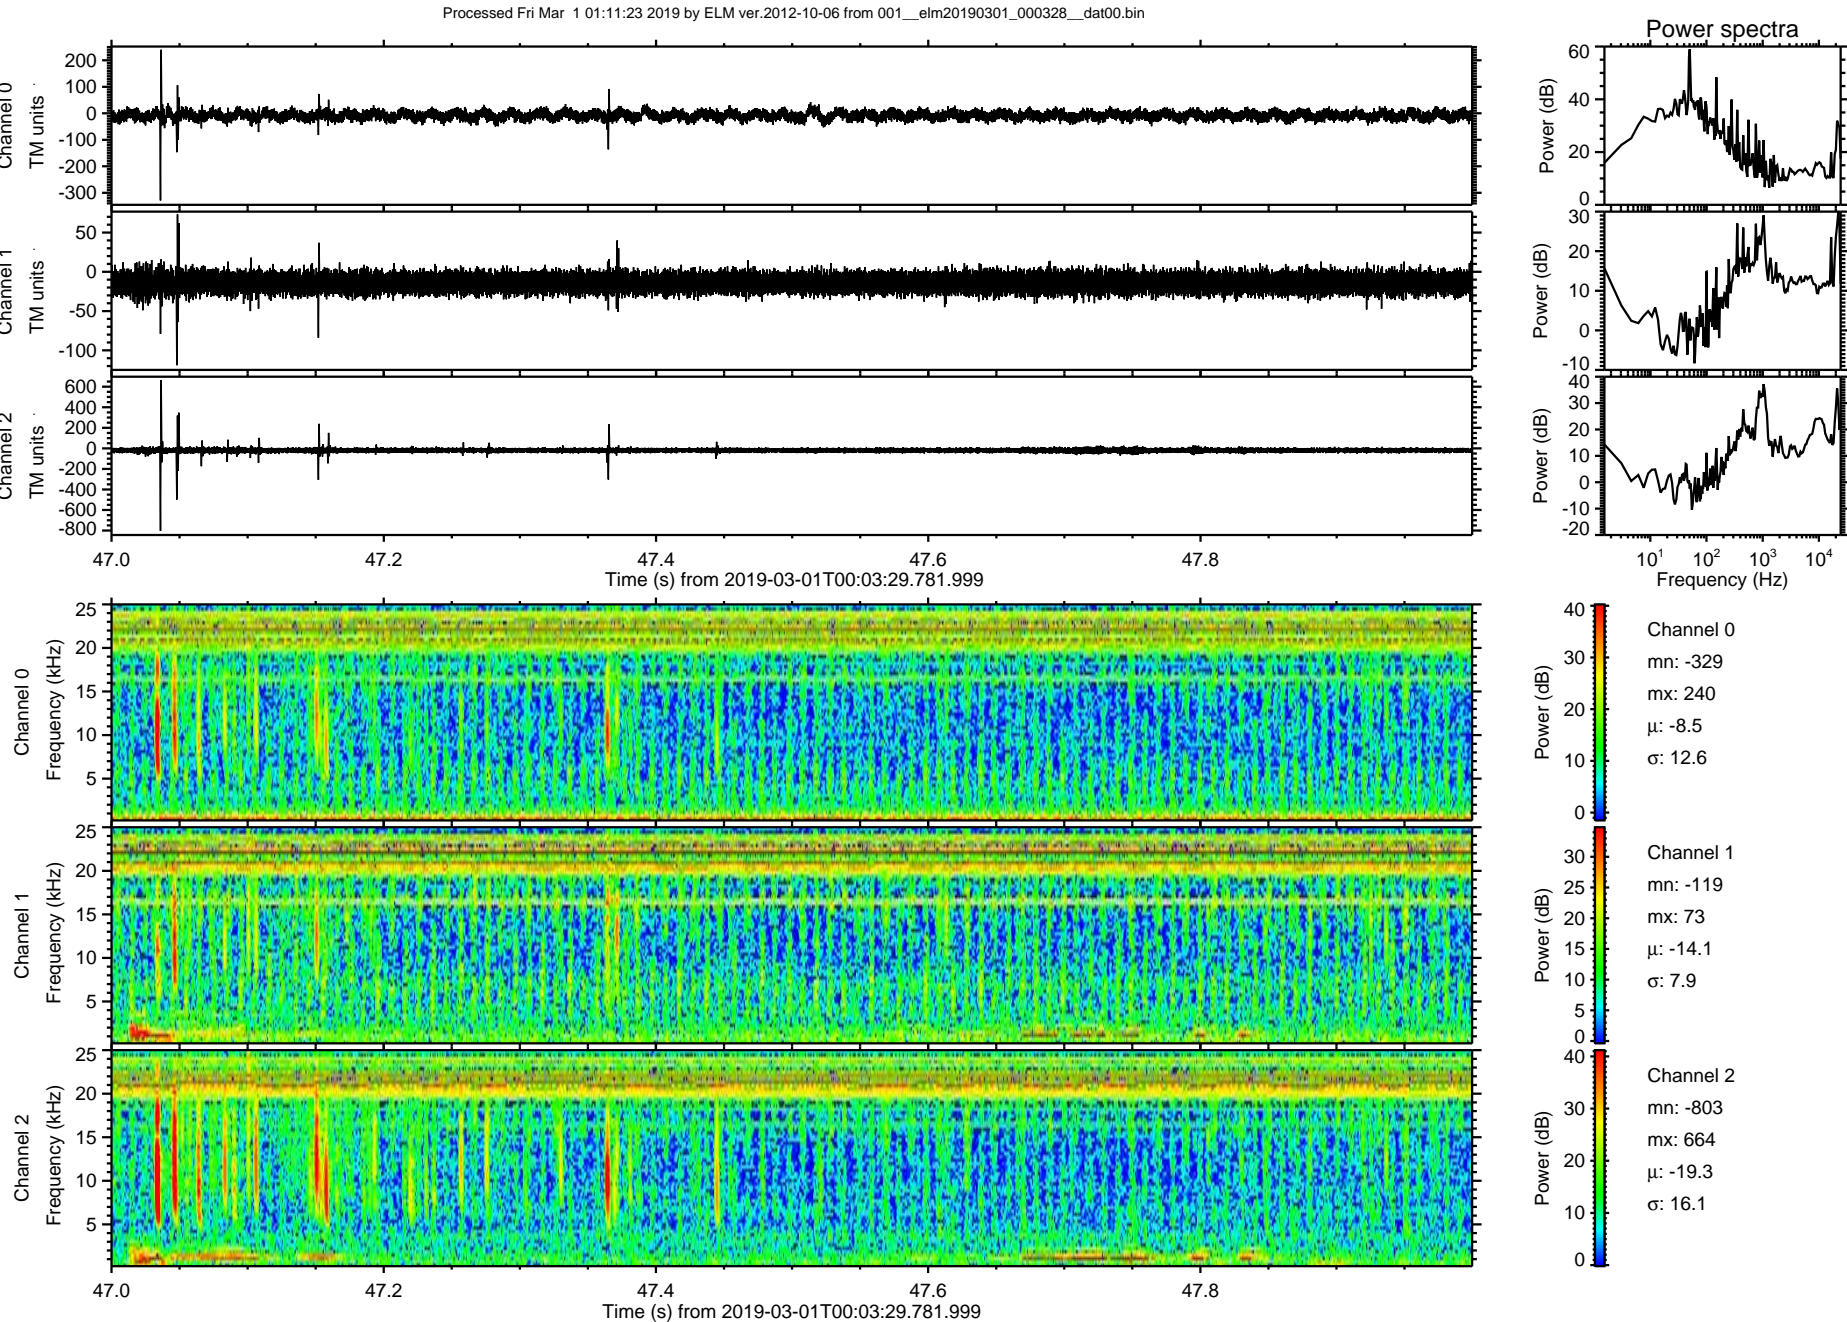 Processed Fri Mar  1 01:11:23 2019 by ELM ver.2012-10-06 from 001__elm20190301_000328__dat00.bin
Power spectra
Channel 0
TM units
200
100
0
-100
-200
-300
Power (dB)
60
40
20
0
Channel 1
TM units
50
0
-50
-100
Power (dB)
30
20
10
0
-10
Channel 2
TM units
600
400
200
0
-200
-400
-600
-800
Power (dB)
40
30
20
10
0
-10
-20
47.0 47.2 47.4 47.6 47.8
Time (s) from 2019-03-01T00:03:29.781.999
10^1 10^2 10^3 10^4
Frequency (Hz)
Channel 0
Frequency (kHz)
25
20
15
10
5
Power (dB)
40
30
20
10
0
Channel 0
mn: -329
mx: 240
μ: -8.5
σ: 12.6
Channel 1
Frequency (kHz)
25
20
15
10
5
Power (dB)
30
25
20
15
10
5
0
Channel 1
mn: -119
mx: 73
μ: -14.1
σ: 7.9
Channel 2
Frequency (kHz)
25
20
15
10
5
Power (dB)
40
30
20
10
0
Channel 2
mn: -803
mx: 664
μ: -19.3
σ: 16.1
47.0 47.2 47.4 47.6 47.8
Time (s) from 2019-03-01T00:03:29.781.999